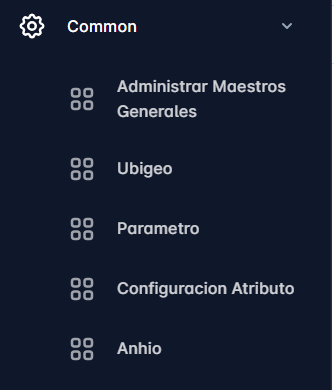 Common
Administrar Maestros
Generales
Ubigeo
Parametro
Configuracion Atributo
Anhio